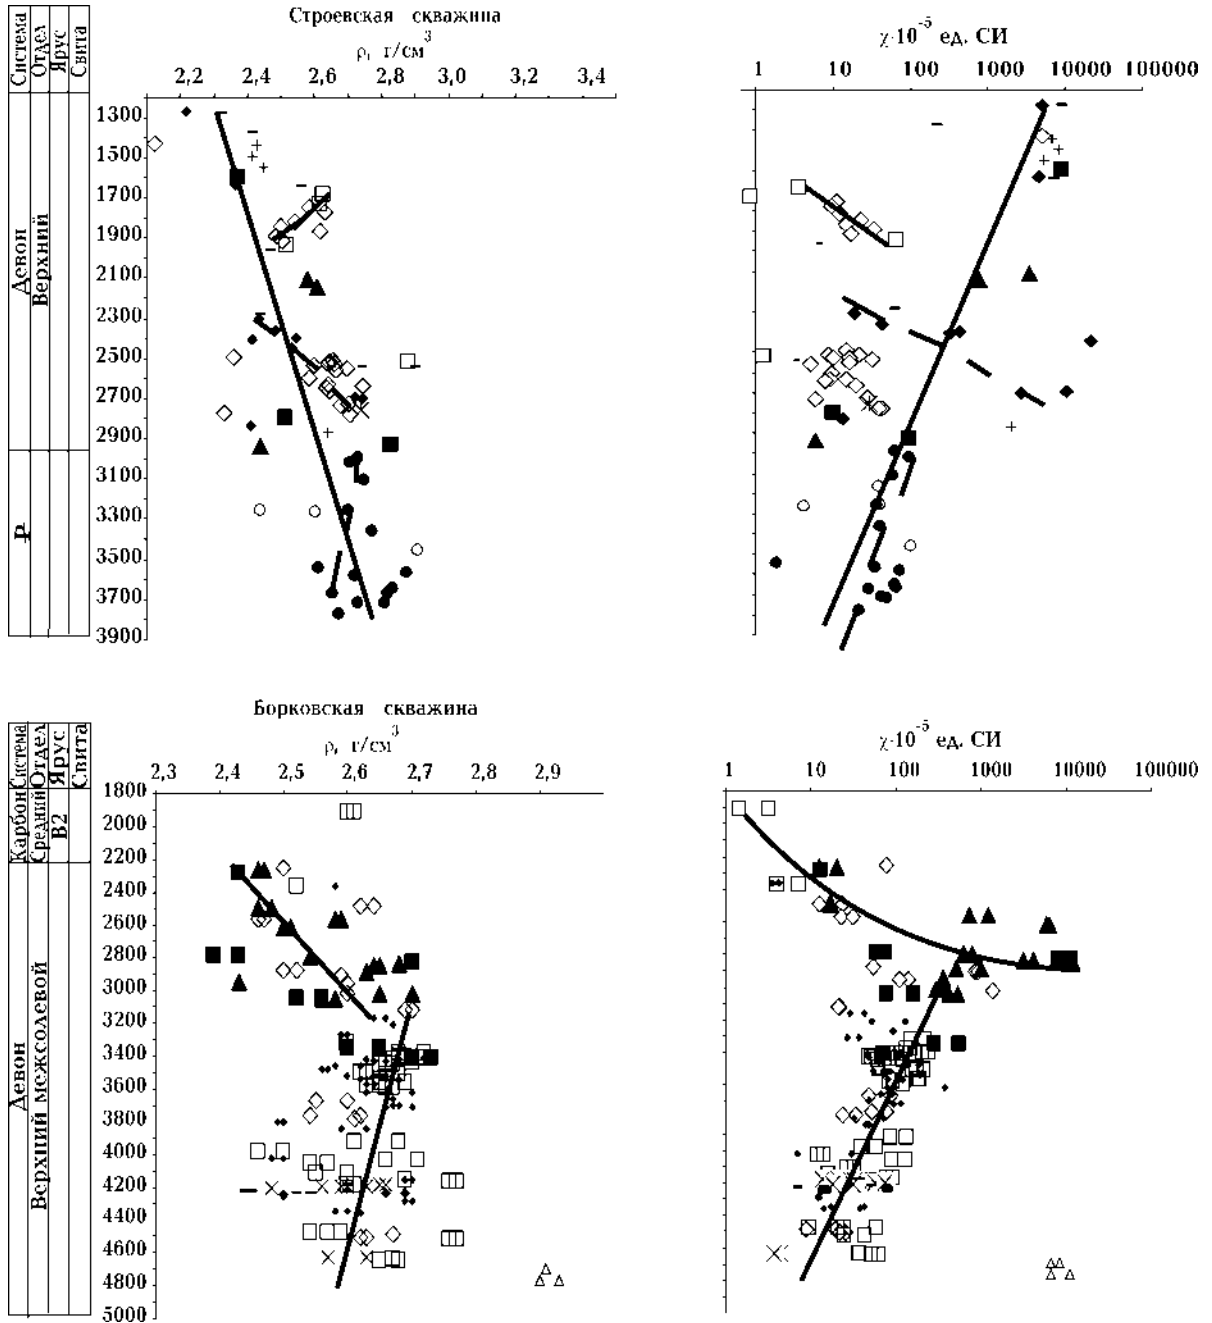 Строевская скважина
ρ, г/см³
χ·10⁻⁵ ед. СИ
Система
Отдел
Ярус
Свита
2,2 2,4 2,6 2,8 3,0 3,2 3,4
1 10 100 1000 10000 100000
Девон
Верхний
1300
1500
1700
1900
2100
2300
2500
2700
2900
3100
3300
3500
3700
3900
Борковская скважина
ρ, г/см³
χ·10⁻⁵ ед. СИ
Система
Отдел
Ярус
Свита
2,3 2,4 2,5 2,6 2,7 2,8 2,9
1 10 100 1000 10000 100000
Карбон
Средний
В2
Девон
Верхний межсолевой
1800
2000
2200
2400
2600
2800
3000
3200
3400
3600
3800
4000
4200
4400
4600
4800
5000